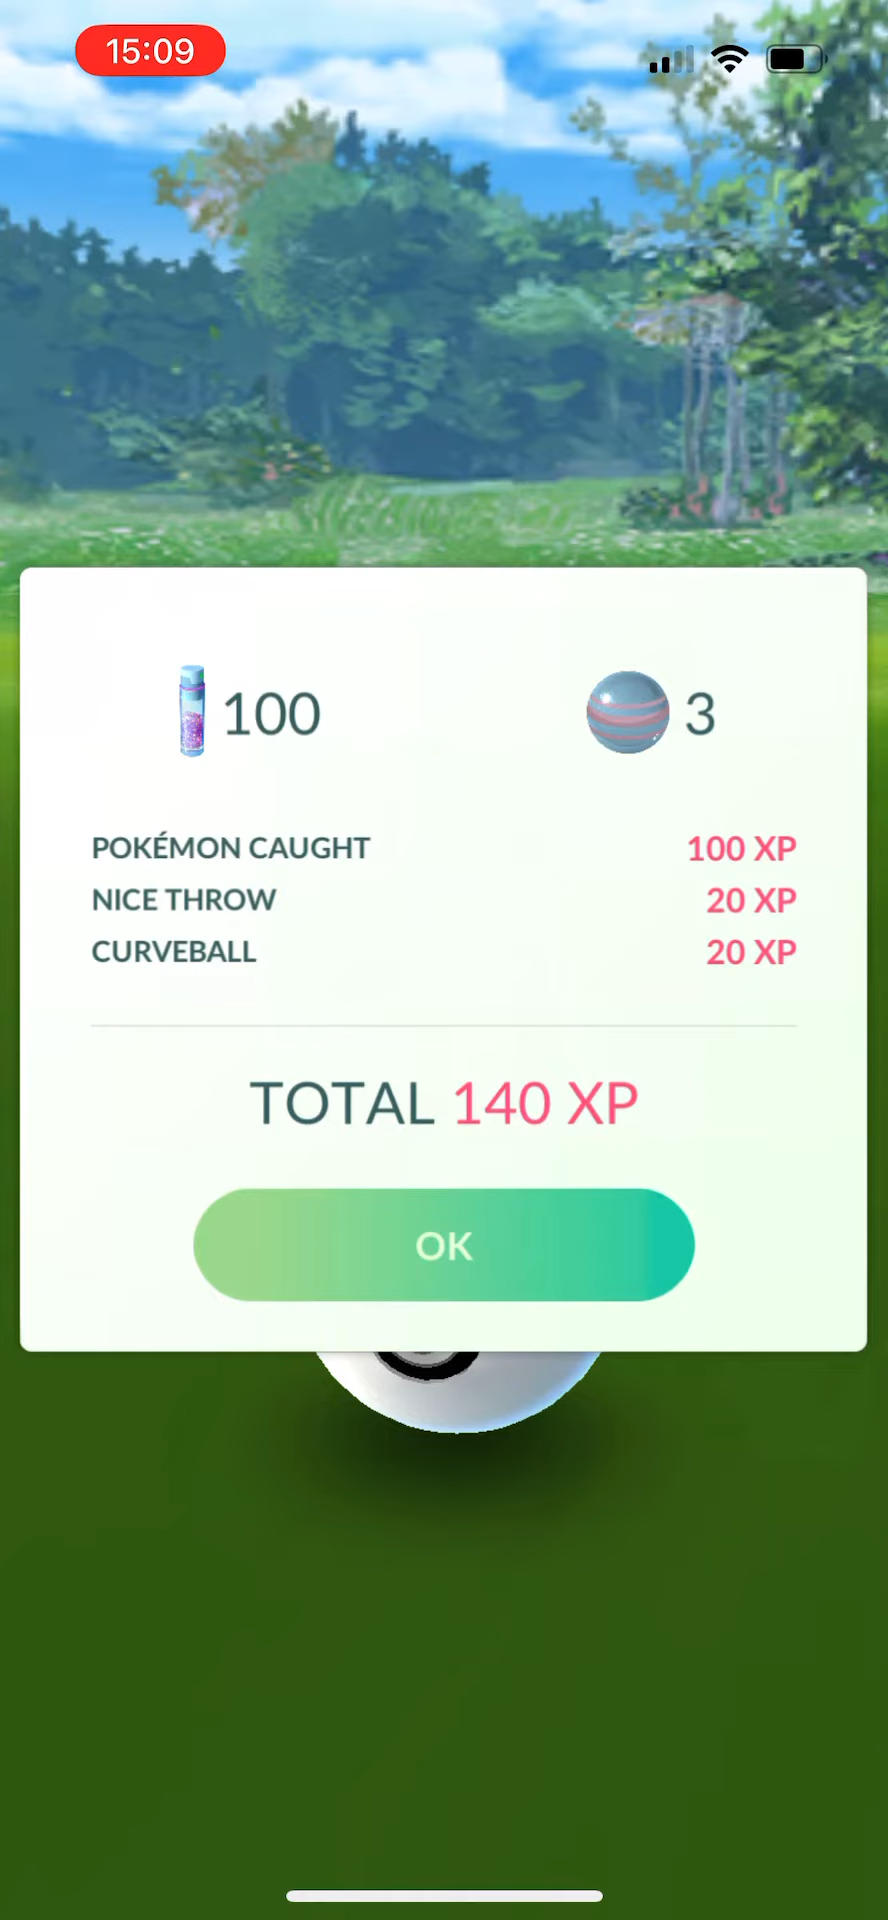 15:09
100
3
POKÉMON CAUGHT 100 XP
NICE THROW 20 XP
CURVEBALL 20 XP
TOTAL 140 XP
OK